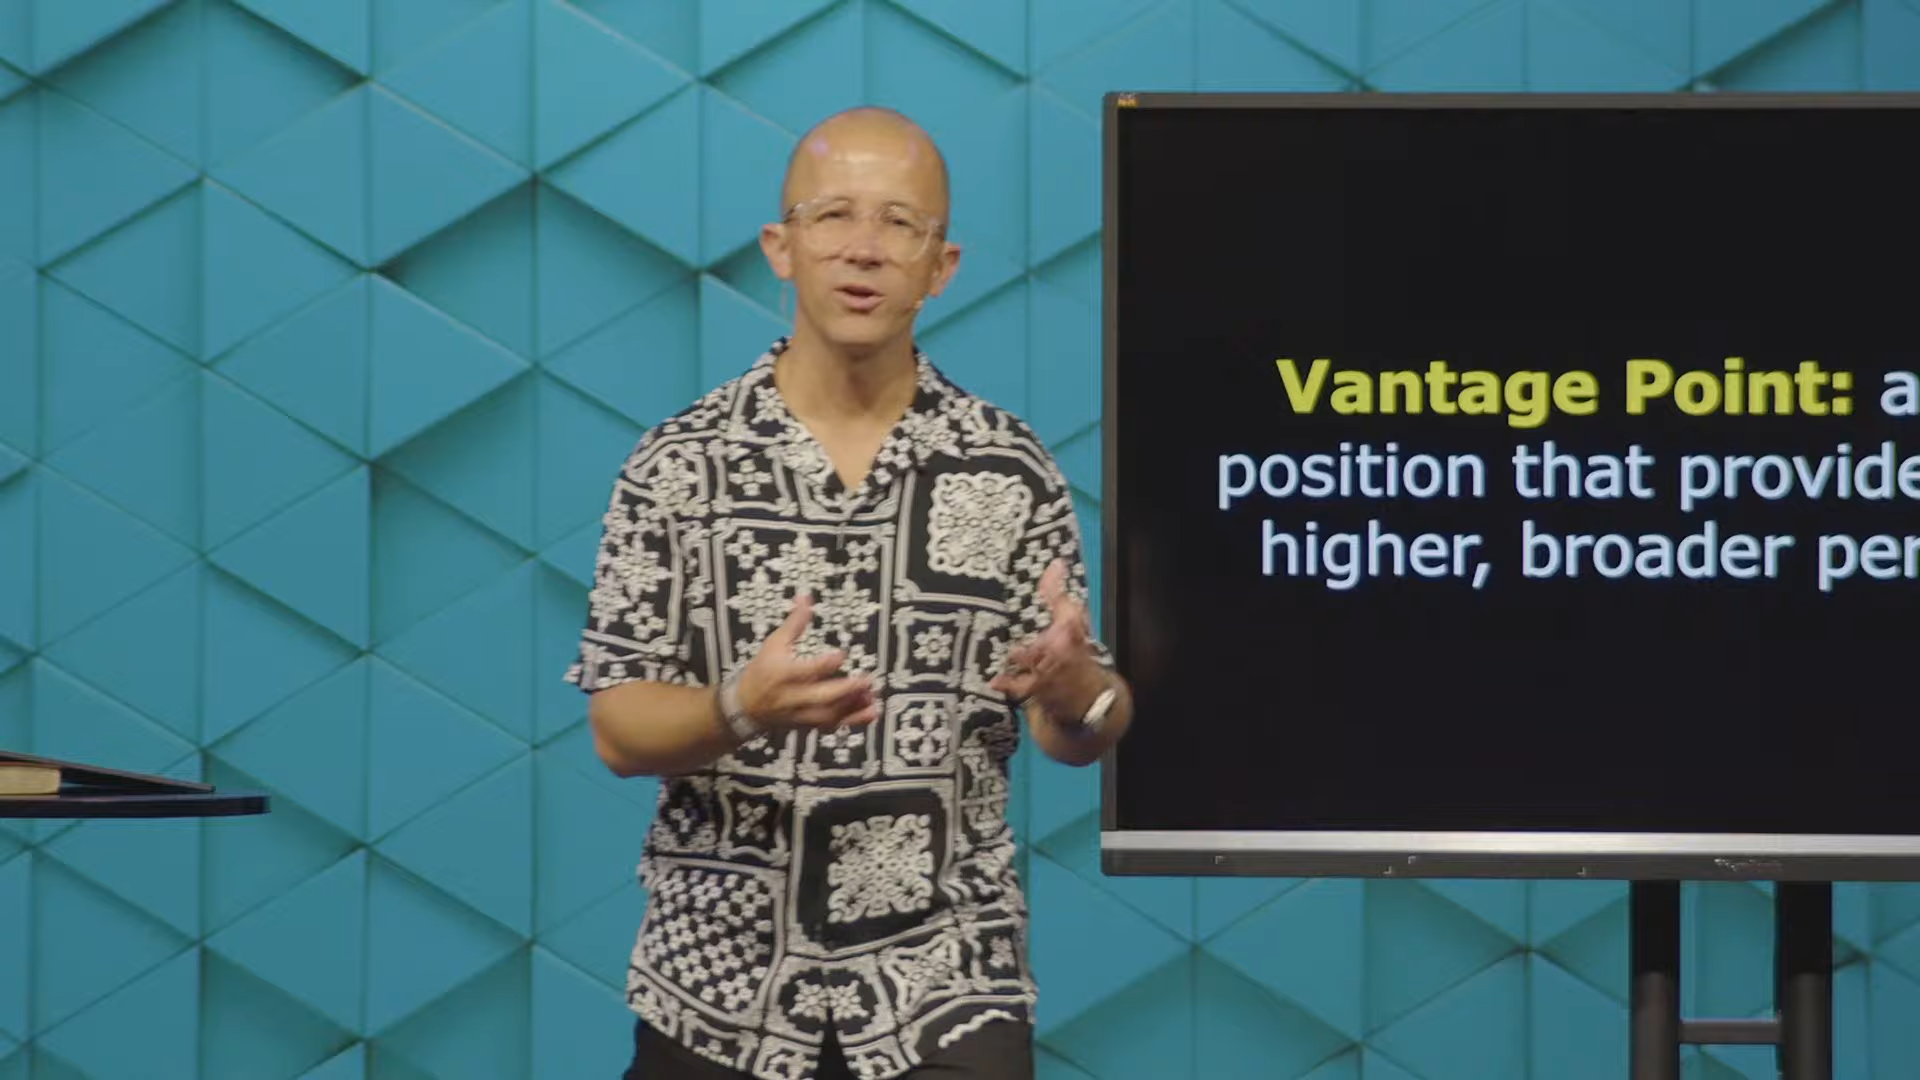 Vantage Point: a
position that provide
higher, broader per